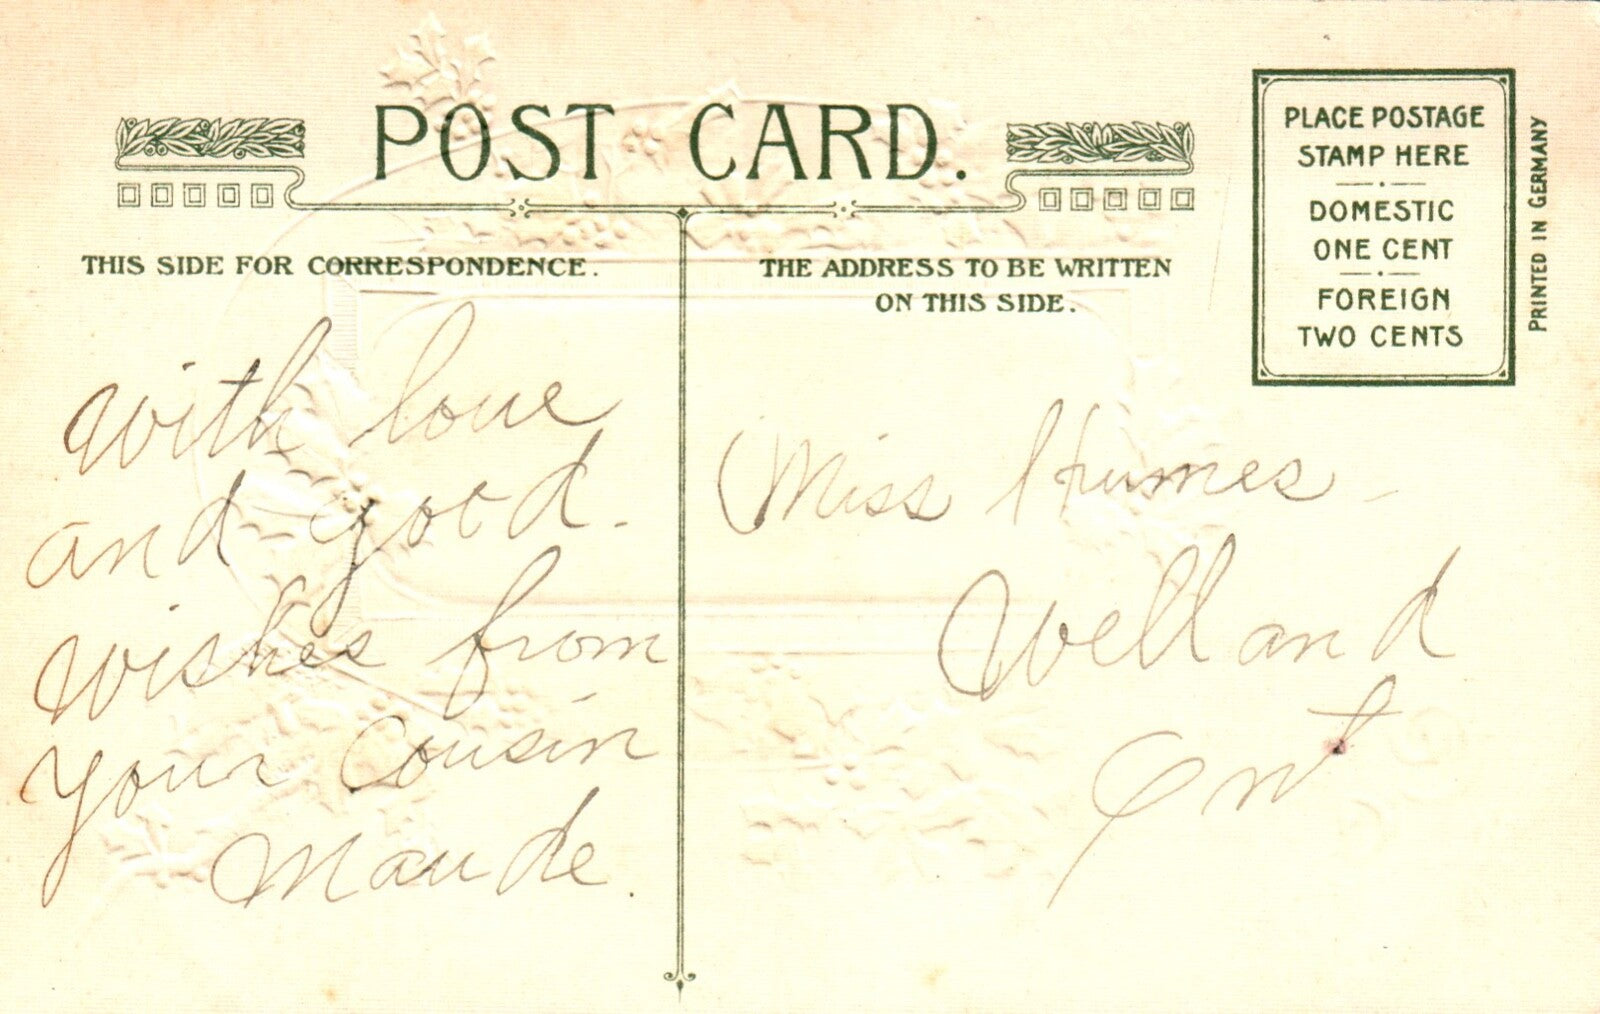 POST CARD.
THIS SIDE FOR CORRESPONDENCE.
with love
and good.
wishes from
your Cousin
Maude.
THE ADDRESS TO BE WRITTEN
ON THIS SIDE.
Miss Humes
Welland
Ont
PLACE POSTAGE
STAMP HERE
DOMESTIC
ONE CENT
FOREIGN
TWO CENTS
PRINTED IN GERMANY